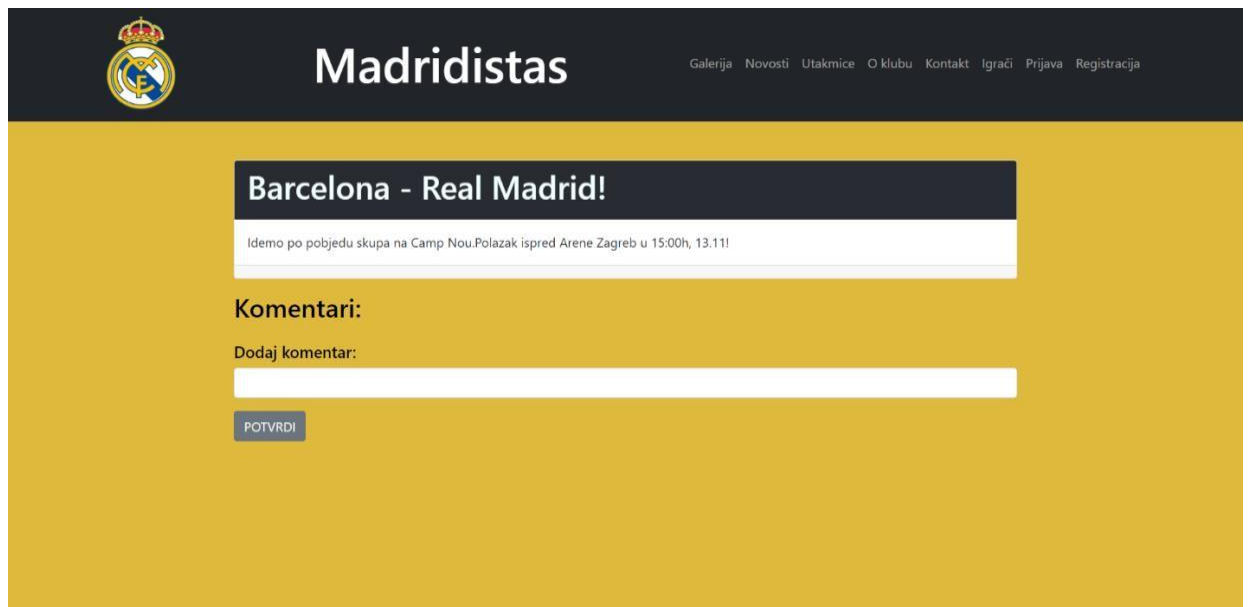 Madridistas
Galerija Novosti Utakmice O klubu Kontakt Igrači Prijava Registracija
Barcelona - Real Madrid!
Idemo po pobjedu skupa na Camp Nou.Polazak ispred Arene Zagreb u 15:00h, 13.11!
Komentari:
Dodaj komentar:
POTVRDI